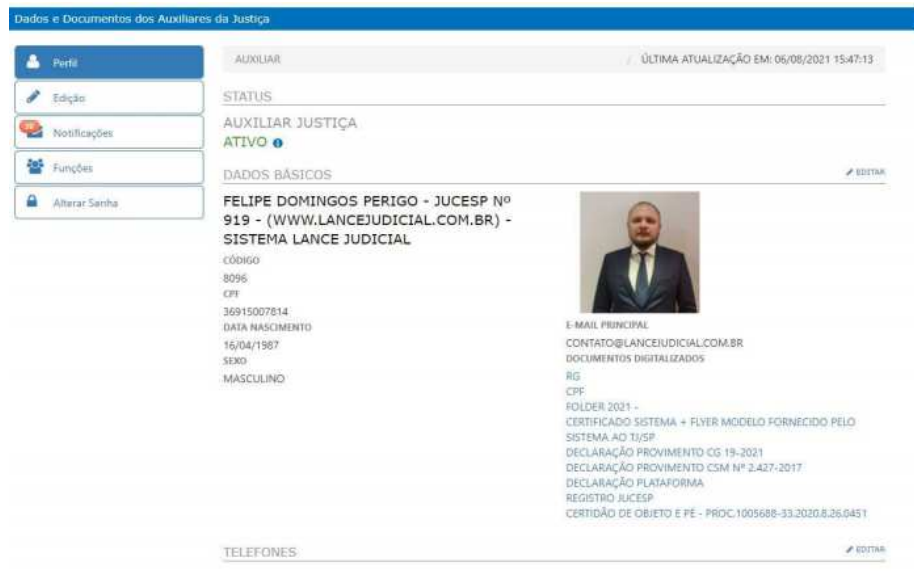 Dados e Documentos dos Auxiliares da Justiça
Perfil
Edição
Notificações
Funções
Alterar Senha
AUXILIAR
/ ÚLTIMA ATUALIZAÇÃO EM: 06/08/2021 15:47:13
STATUS
AUXILIAR JUSTIÇA
ATIVO
DADOS BÁSICOS
EDITAR
FELIPE DOMINGOS PERIGO - JUCESP Nº
919 - (WWW.LANCEJUDICIAL.COM.BR) -
SISTEMA LANCE JUDICIAL
CÓDIGO
8096
CPF
36915007814
DATA NASCIMENTO
16/04/1987
SEXO
MASCULINO
E-MAIL PRINCIPAL
CONTATO@LANCEJUDICIAL.COM.BR
DOCUMENTOS DIGITALIZADOS
RG
CPF
FOLDER 2021 -
CERTIFICADO SISTEMA + FLYER MODELO FORNECIDO PELO
SISTEMA AO TJ/SP
DECLARAÇÃO PROVIMENTO CG 19-2021
DECLARAÇÃO PROVIMENTO CSM Nº 2.427-2017
DECLARAÇÃO PLATAFORMA
REGISTRO JUCESP
CERTIDÃO DE OBJETO E PÉ - PROC.1005688-33.2020.8.26.0451
TELEFONES
EDITAR